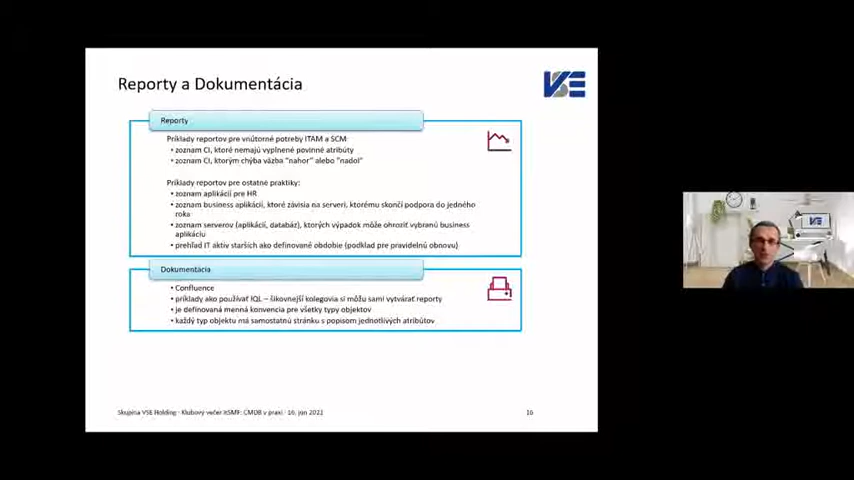 Reporty a Dokumentácia
VSE
Reporty
Príklady reportov pre vnútorné potreby ITAM a SCM
• zoznam CI, ktoré nemajú vyplnené povinné atribúty
• zoznam CI, ktorým chýba väzba "nahor" alebo "nadol"
Príklady reportov pre ostatné praktiky:
• zoznam aplikácií pre HR
• zoznam business aplikácií, ktoré závisia na serveri, ktorému skončí podpora do jedného
roka
• zoznam serverov (aplikácií, databáz), ktorých výpadok môže ohroziť vybranú business
aplikáciu
• prehľad IT aktív starších ako definované obdobie (podklad pre pravidelnú obnovu)
Dokumentácia
• Confluence
• príklady ako používať IQL – šikovnejší kolegovia si môžu sami vytvárať reporty
• je definovaná menná konvencia pre všetky typy objektov
• každý typ objektu má samostatnú stránku s popisom jednotlivých atribútov
Skupina VSE Holding · Klubový večer itSMF: CMDB v praxi · 16. jún 2022
16
VSE